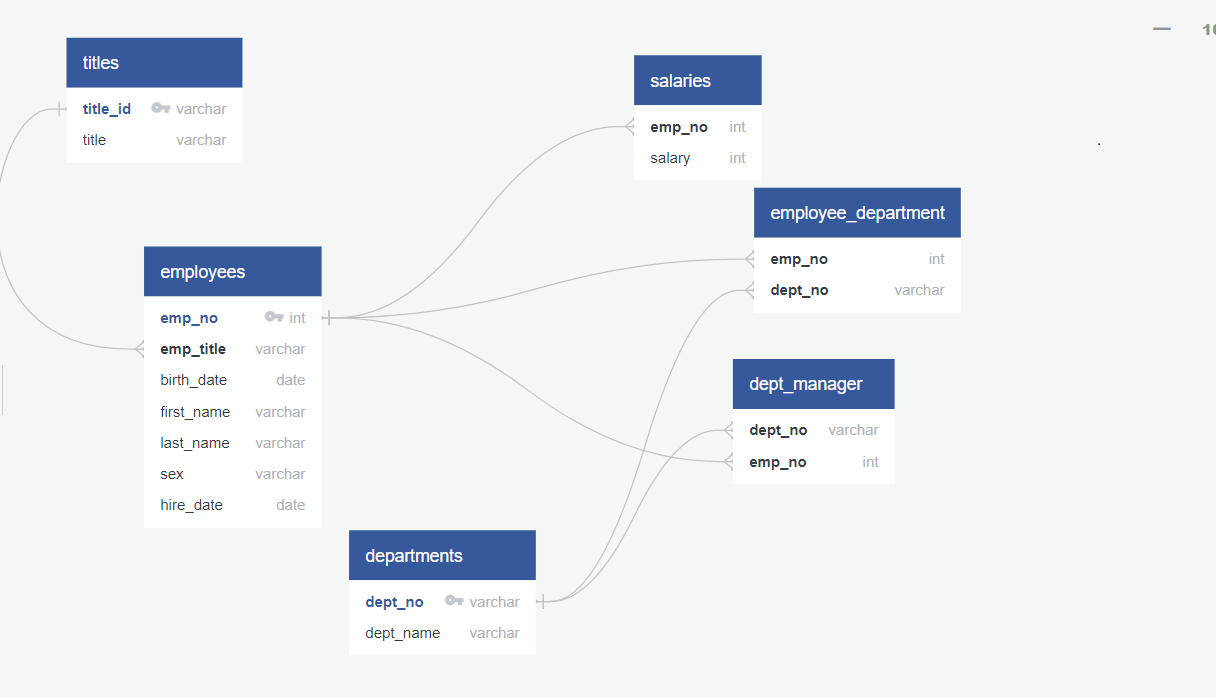 titles
title_id varchar
title varchar
employees
emp_no int
emp_title varchar
birth_date date
first_name varchar
last_name varchar
sex varchar
hire_date date
departments
dept_no varchar
dept_name varchar
salaries
emp_no int
salary int
employee_department
emp_no int
dept_no varchar
dept_manager
dept_no varchar
emp_no int